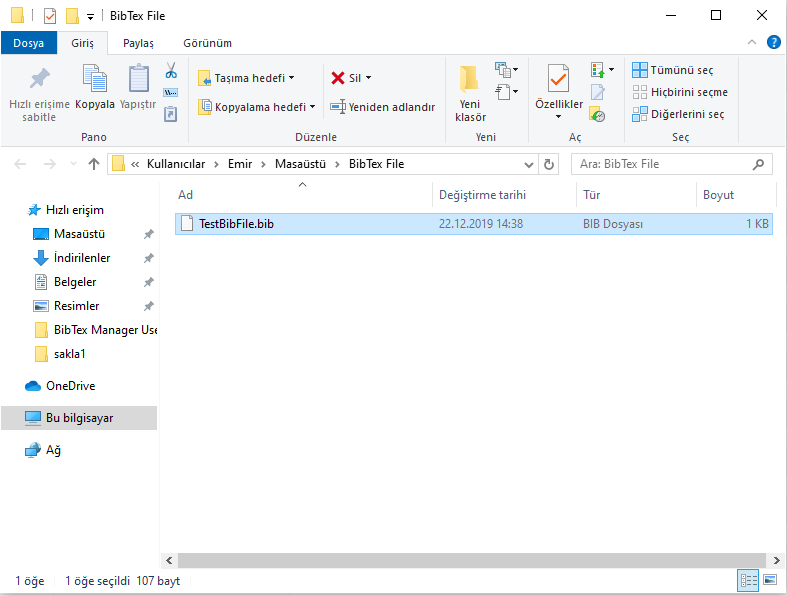 BibTex File
Dosya Giriş Paylaş Görünüm
Hızlı erişime sabitle
Kopyala
Yapıştır
Pano
Taşıma hedefi
Kopyalama hedefi
Sil
Yeniden adlandır
Düzenle
Yeni klasör
Yeni
Özellikler
Aç
Tümünü seç
Hiçbirini seçme
Diğerlerini seç
Seç
« Kullanıcılar > Emir > Masaüstü > BibTex File
Ara: BibTex File
Ad Değiştirme tarihi Tür Boyut
TestBibFile.bib 22.12.2019 14:38 BIB Dosyası 1 KB
Hızlı erişim
Masaüstü
İndirilenler
Belgeler
Resimler
BibTex Manager Use
sakla1
OneDrive
Bu bilgisayar
Ağ
1 öğe 1 öğe seçildi 107 bayt